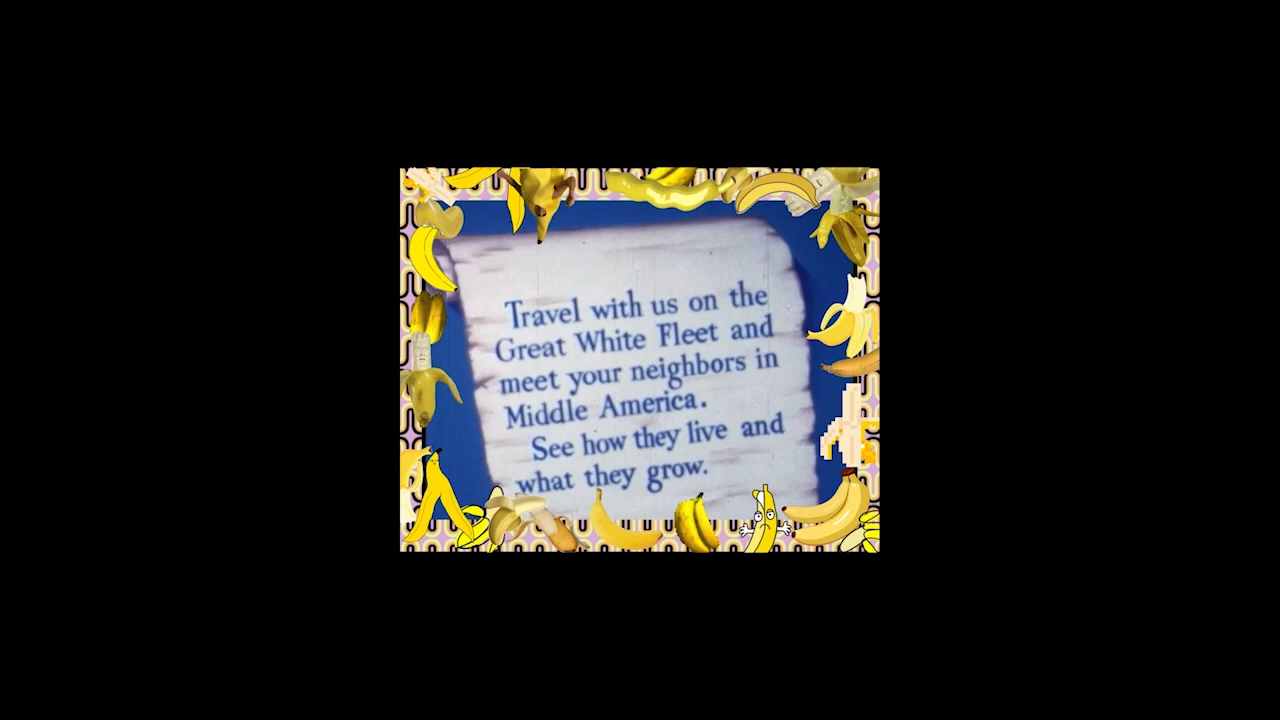 Travel with us on the
Great White Fleet and
meet your neighbors in
Middle America.
See how they live and
what they grow.